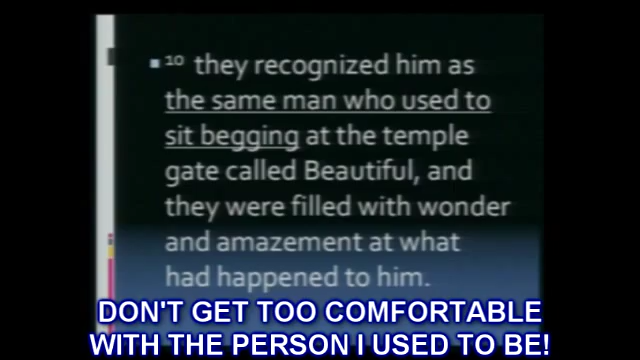 10 they recognized him as
the same man who used to
sit begging at the temple
gate called Beautiful, and
they were filled with wonder
and amazement at what
had happened to him.
DON'T GET TOO COMFORTABLE
WITH THE PERSON I USED TO BE!